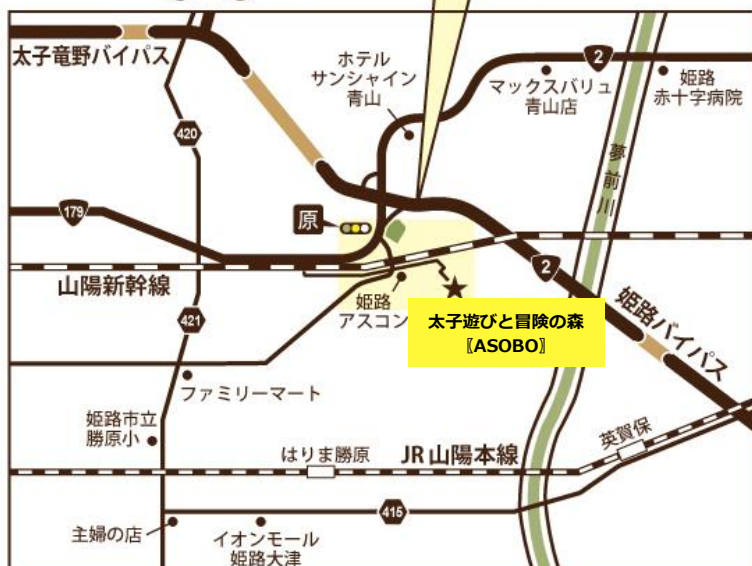 太子竜野バイパス
ホテル
サンシャイン
青山
2
マックスバリュ
青山店
姫路
赤十字病院
420
夢前川
179
原
山陽新幹線
姫路
アスコン
2
太子遊びと冒険の森
〖ASOBO〗
姫路バイパス
421
ファミリーマート
姫路市立
勝原小
はりま勝原
JR山陽本線
英賀保
415
主婦の店
イオンモール
姫路大津